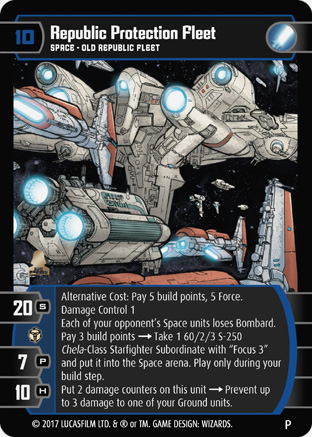 10 Republic Protection Fleet
SPACE - OLD REPUBLIC FLEET
20 S
7 P
10 H
Alternative Cost: Pay 5 build points, 5 Force.
Damage Control 1
Each of your opponent's Space units loses Bombard.
Pay 3 build points → Take 1 60/2/3 S-250
Chela-Class Starfighter Subordinate with "Focus 3"
and put it into the Space arena. Play only during your
build step.
Put 2 damage counters on this unit → Prevent up
to 3 damage to one of your Ground units.
© 2017 LUCASFILM LTD. & ® or TM. GAME DESIGN: WIZARDS. P